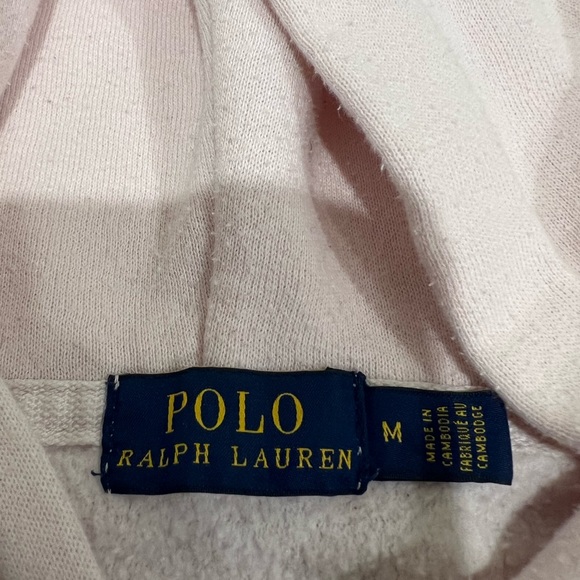 POLO
RALPH LAUREN
M
MADE IN
CAMBODIA
FABRIQUÉ AU
CAMBODGE